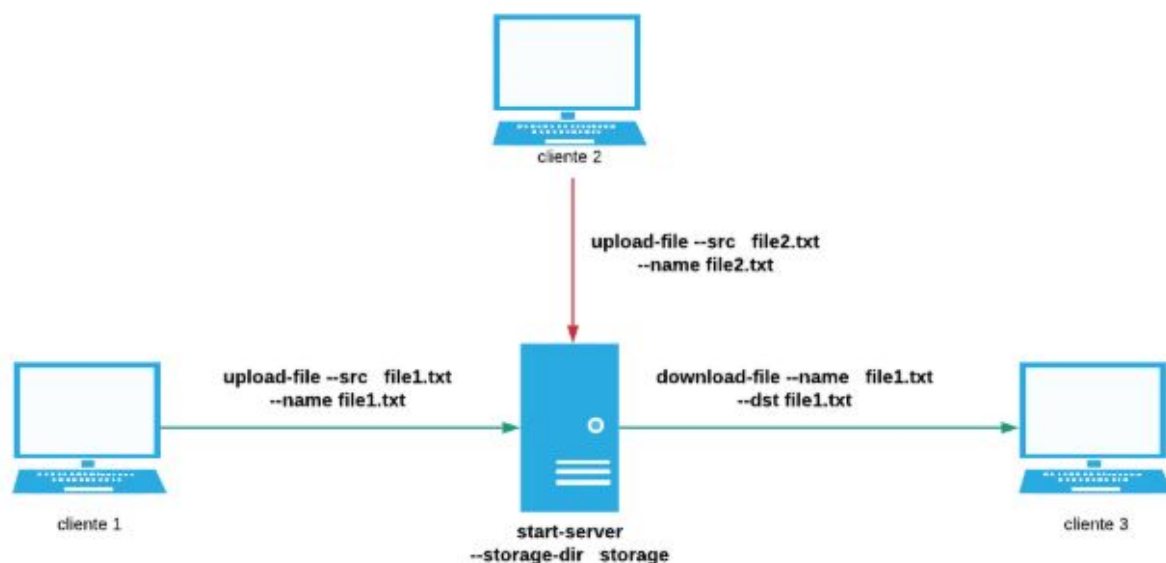 cliente 2
upload-file --src file2.txt
--name file2.txt
upload-file --src file1.txt
--name file1.txt
download-file --name file1.txt
--dst file1.txt
cliente 1
start-server
--storage-dir storage
cliente 3